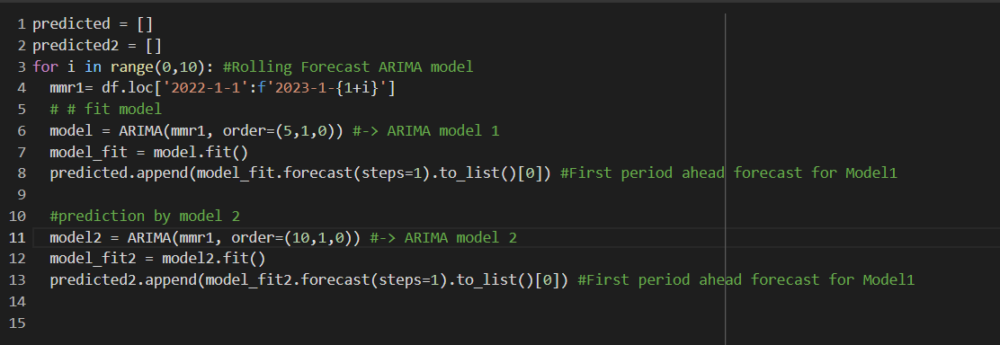 1 predicted = []
2 predicted2 = []
3 for i in range(0,10): #Rolling Forecast ARIMA model
4 mmr1= df.loc['2022-1-1':f'2023-1-{1+i}']
5 # # fit model
6 model = ARIMA(mmr1, order=(5,1,0)) #-> ARIMA model 1
7 model_fit = model.fit()
8 predicted.append(model_fit.forecast(steps=1).to_list()[0]) #First period ahead forecast for Model1
9
10 #prediction by model 2
11 model2 = ARIMA(mmr1, order=(10,1,0)) #-> ARIMA model 2
12 model_fit2 = model2.fit()
13 predicted2.append(model_fit2.forecast(steps=1).to_list()[0]) #First period ahead forecast for Model1
14
15